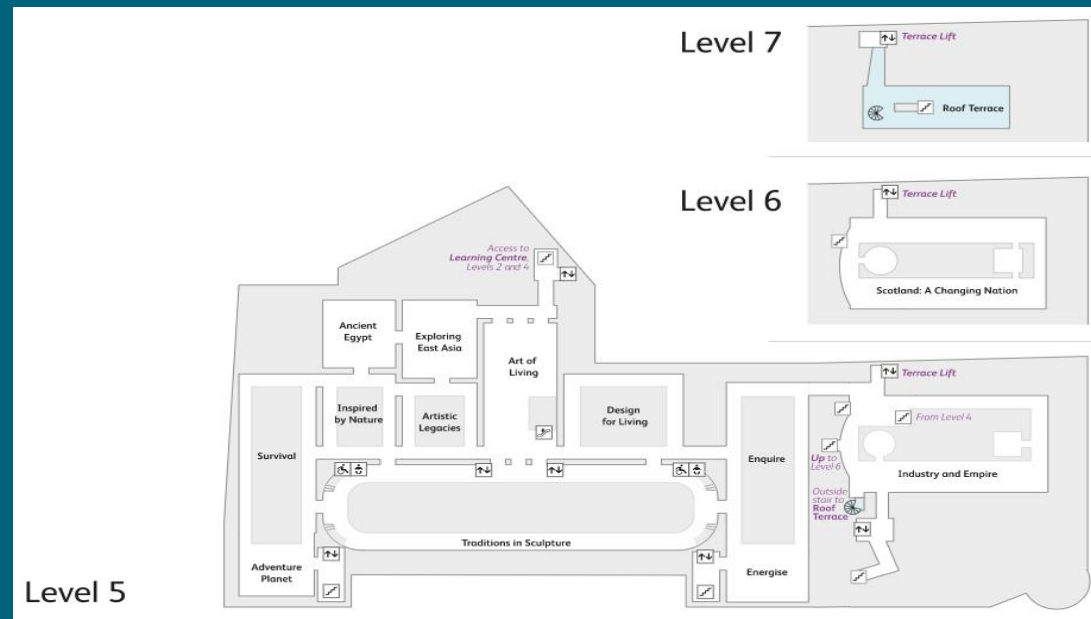 Level 7
Terrace Lift
Roof Terrace
Level 6
Terrace Lift
Scotland: A Changing Nation
Access to
Learning Centre,
Levels 2 and 4
Ancient
Egypt
Exploring
East Asia
Art of
Living
Terrace Lift
Inspired
by Nature
Artistic
Legacies
Design
for Living
From Level 4
Survival
Enquire
Up to
Level 6
Industry and Empire
Outside
stair to
Roof
Terrace
Traditions in Sculpture
Adventure
Planet
Energise
Level 5